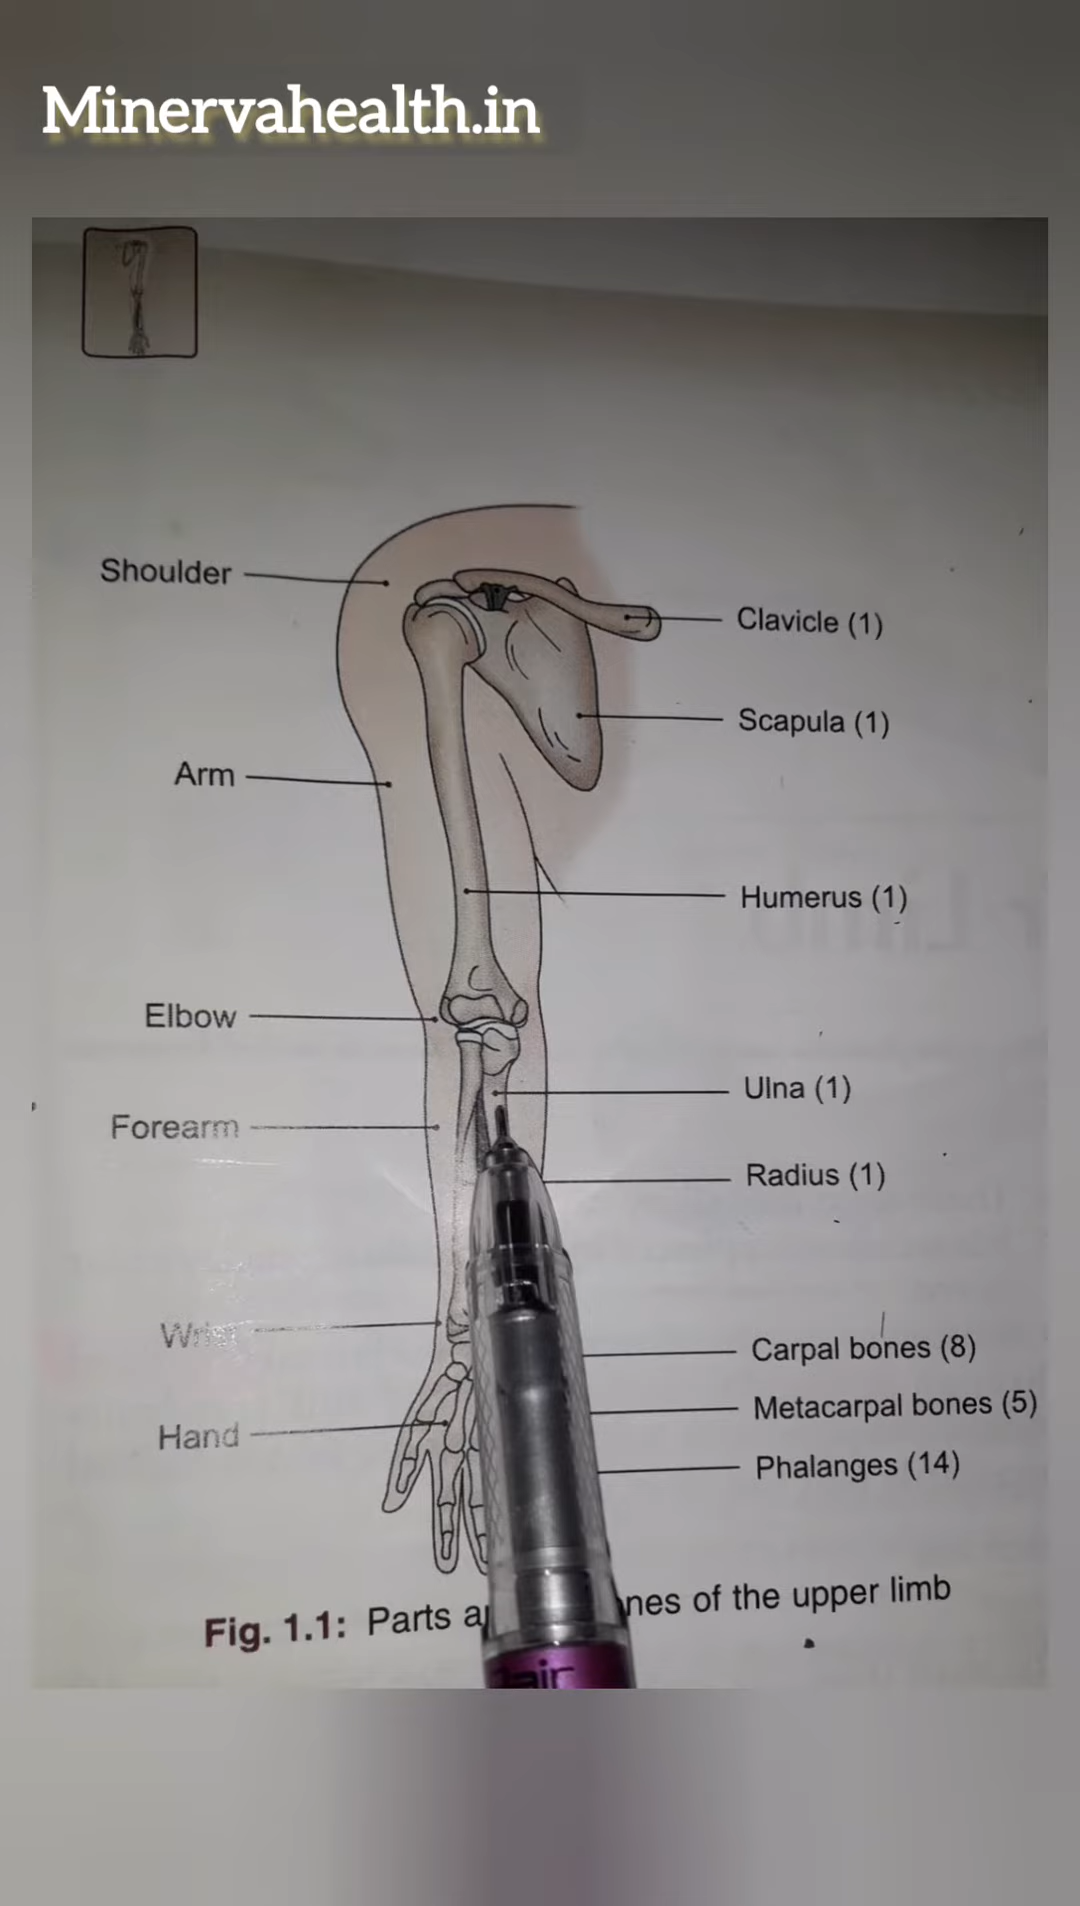 Minervahealth.in
Shoulder
Clavicle (1)
Scapula (1)
Arm
Humerus (1)
Elbow
Ulna (1)
Forearm
Radius (1)
Wrist
Carpal bones (8)
Metacarpal bones (5)
Hand
Phalanges (14)
Fig. 1.1: Parts a nes of the upper limb